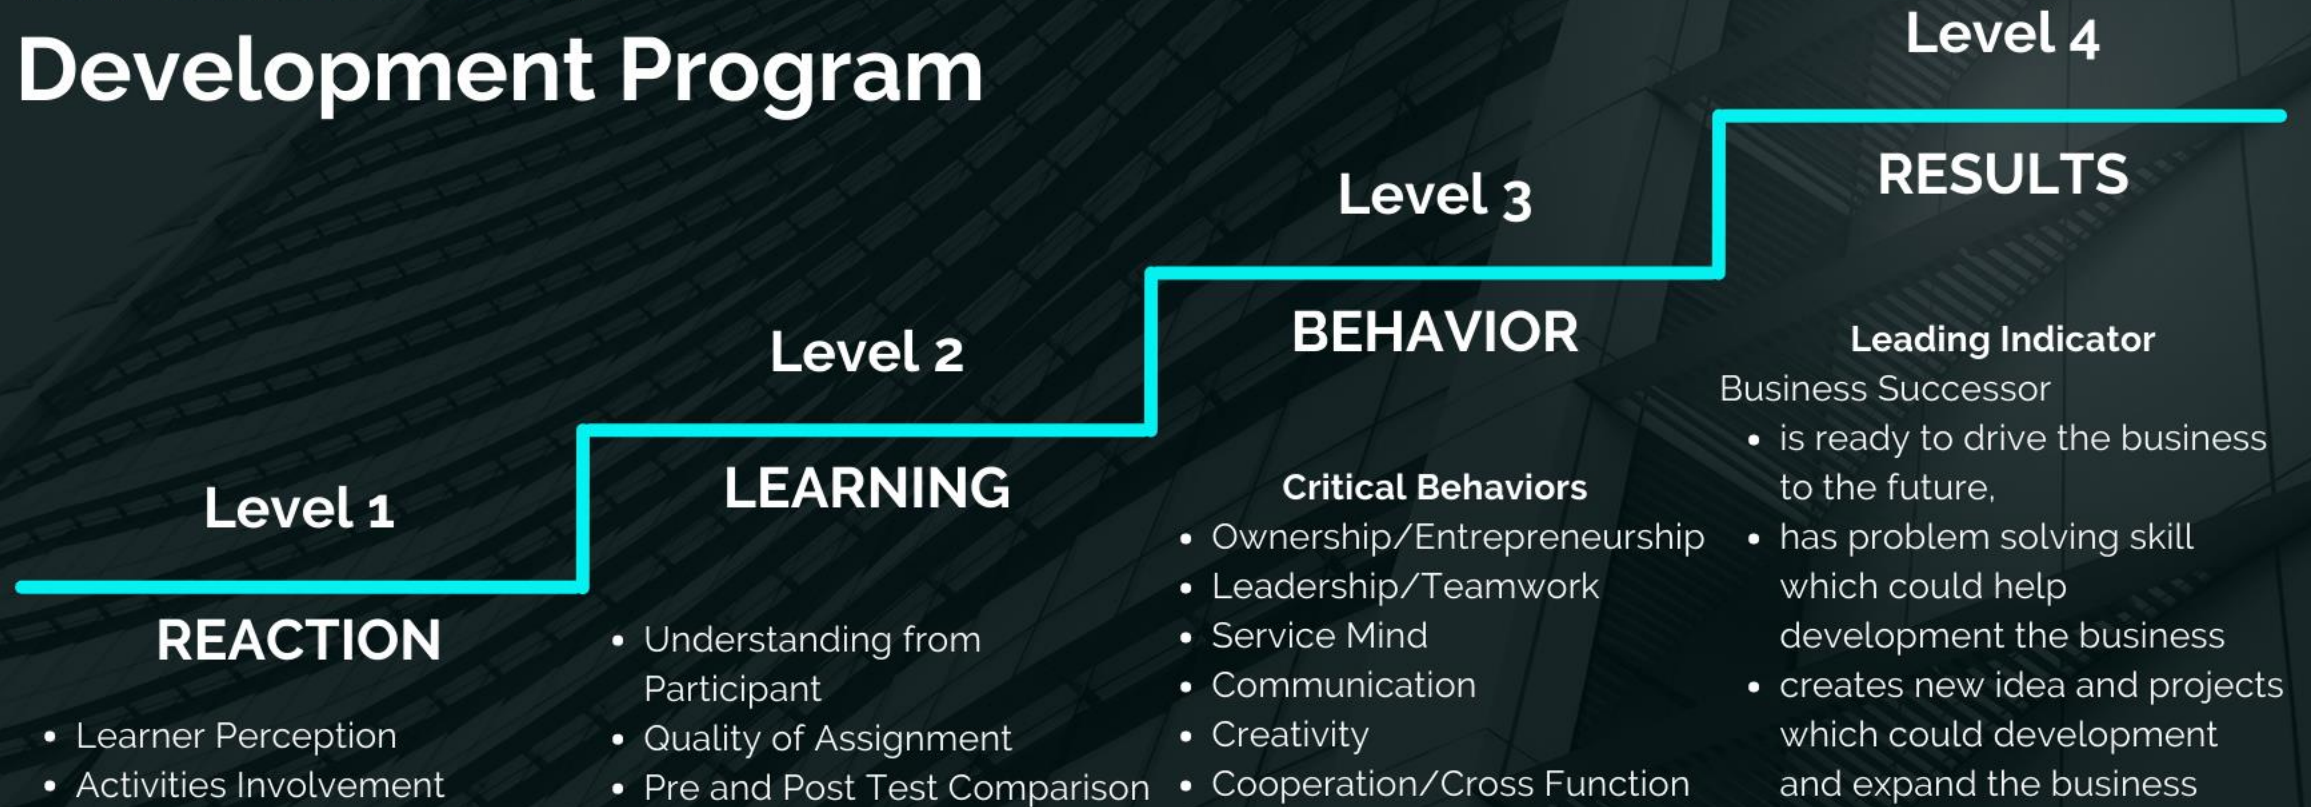 Development Program
Level 1
REACTION
• Learner Perception
• Activities Involvement
Level 2
LEARNING
• Understanding from
Participant
• Quality of Assignment
• Pre and Post Test Comparison
Level 3
BEHAVIOR
Critical Behaviors
• Ownership/Entrepreneurship
• Leadership/Teamwork
• Service Mind
• Communication
• Creativity
• Cooperation/Cross Function
Level 4
RESULTS
Leading Indicator
Business Successor
• is ready to drive the business
to the future,
• has problem solving skill
which could help
development the business
• creates new idea and projects
which could development
and expand the business